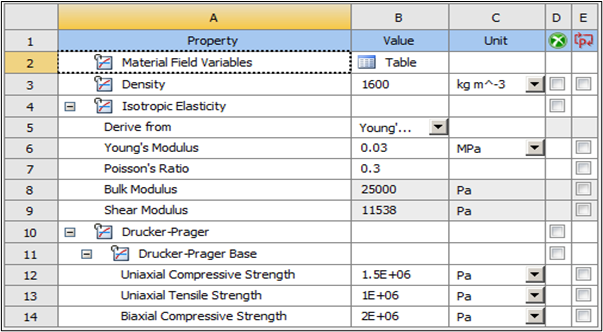 A B C D E
1 Property Value Unit
2 Material Field Variables Table
3 Density 1600 kg m^-3
4 Isotropic Elasticity
5 Derive from Young'...
6 Young's Modulus 0.03 MPa
7 Poisson's Ratio 0.3
8 Bulk Modulus 25000 Pa
9 Shear Modulus 11538 Pa
10 Drucker-Prager
11 Drucker-Prager Base
12 Uniaxial Compressive Strength 1.5E+06 Pa
13 Uniaxial Tensile Strength 1E+06 Pa
14 Biaxial Compressive Strength 2E+06 Pa